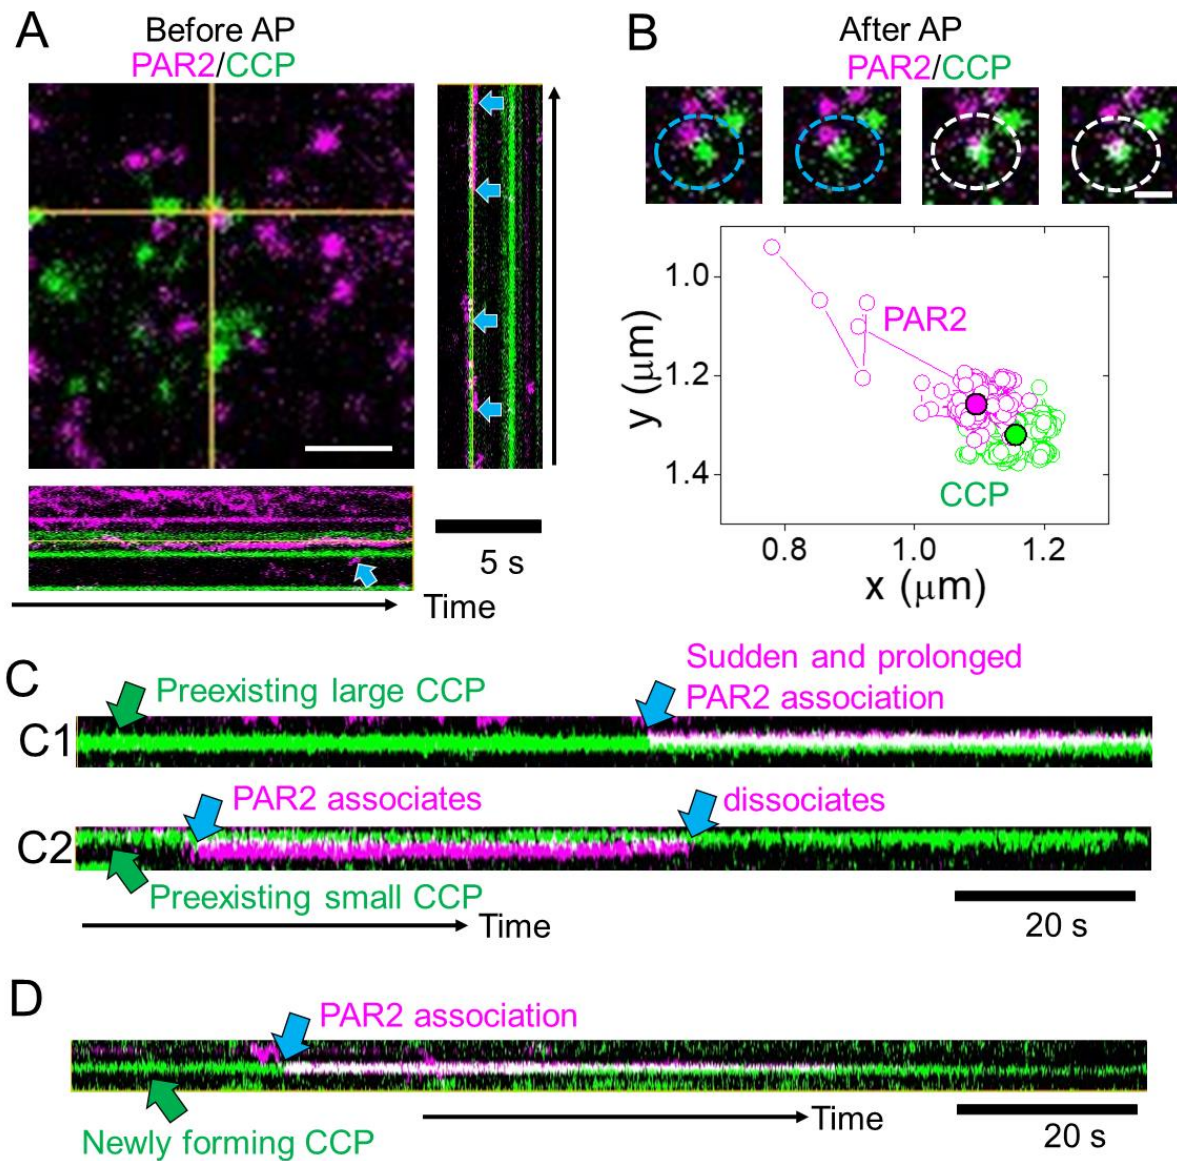 A
Before AP
PAR2/CCP
5 s
Time
B
After AP
PAR2/CCP
1.0
1.2
1.4
y (μm)
PAR2
CCP
0.8
1.0
1.2
x (μm)
C
Preexisting large CCP
Sudden and prolonged
PAR2 association
C1
PAR2 associates
dissociates
C2
Preexisting small CCP
Time
20 s
D
PAR2 association
Time
Newly forming CCP
20 s